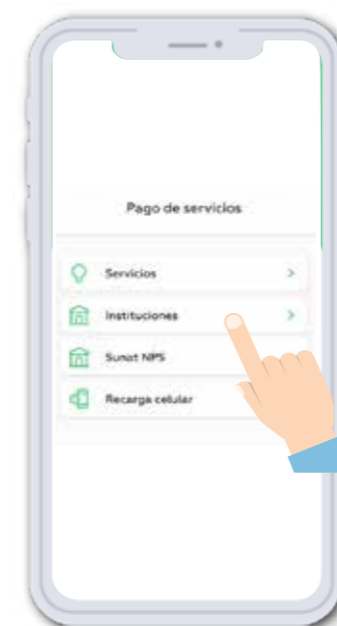 Pago de servicios
Servicios
Instituciones
Sunat NPS
Recarga celular